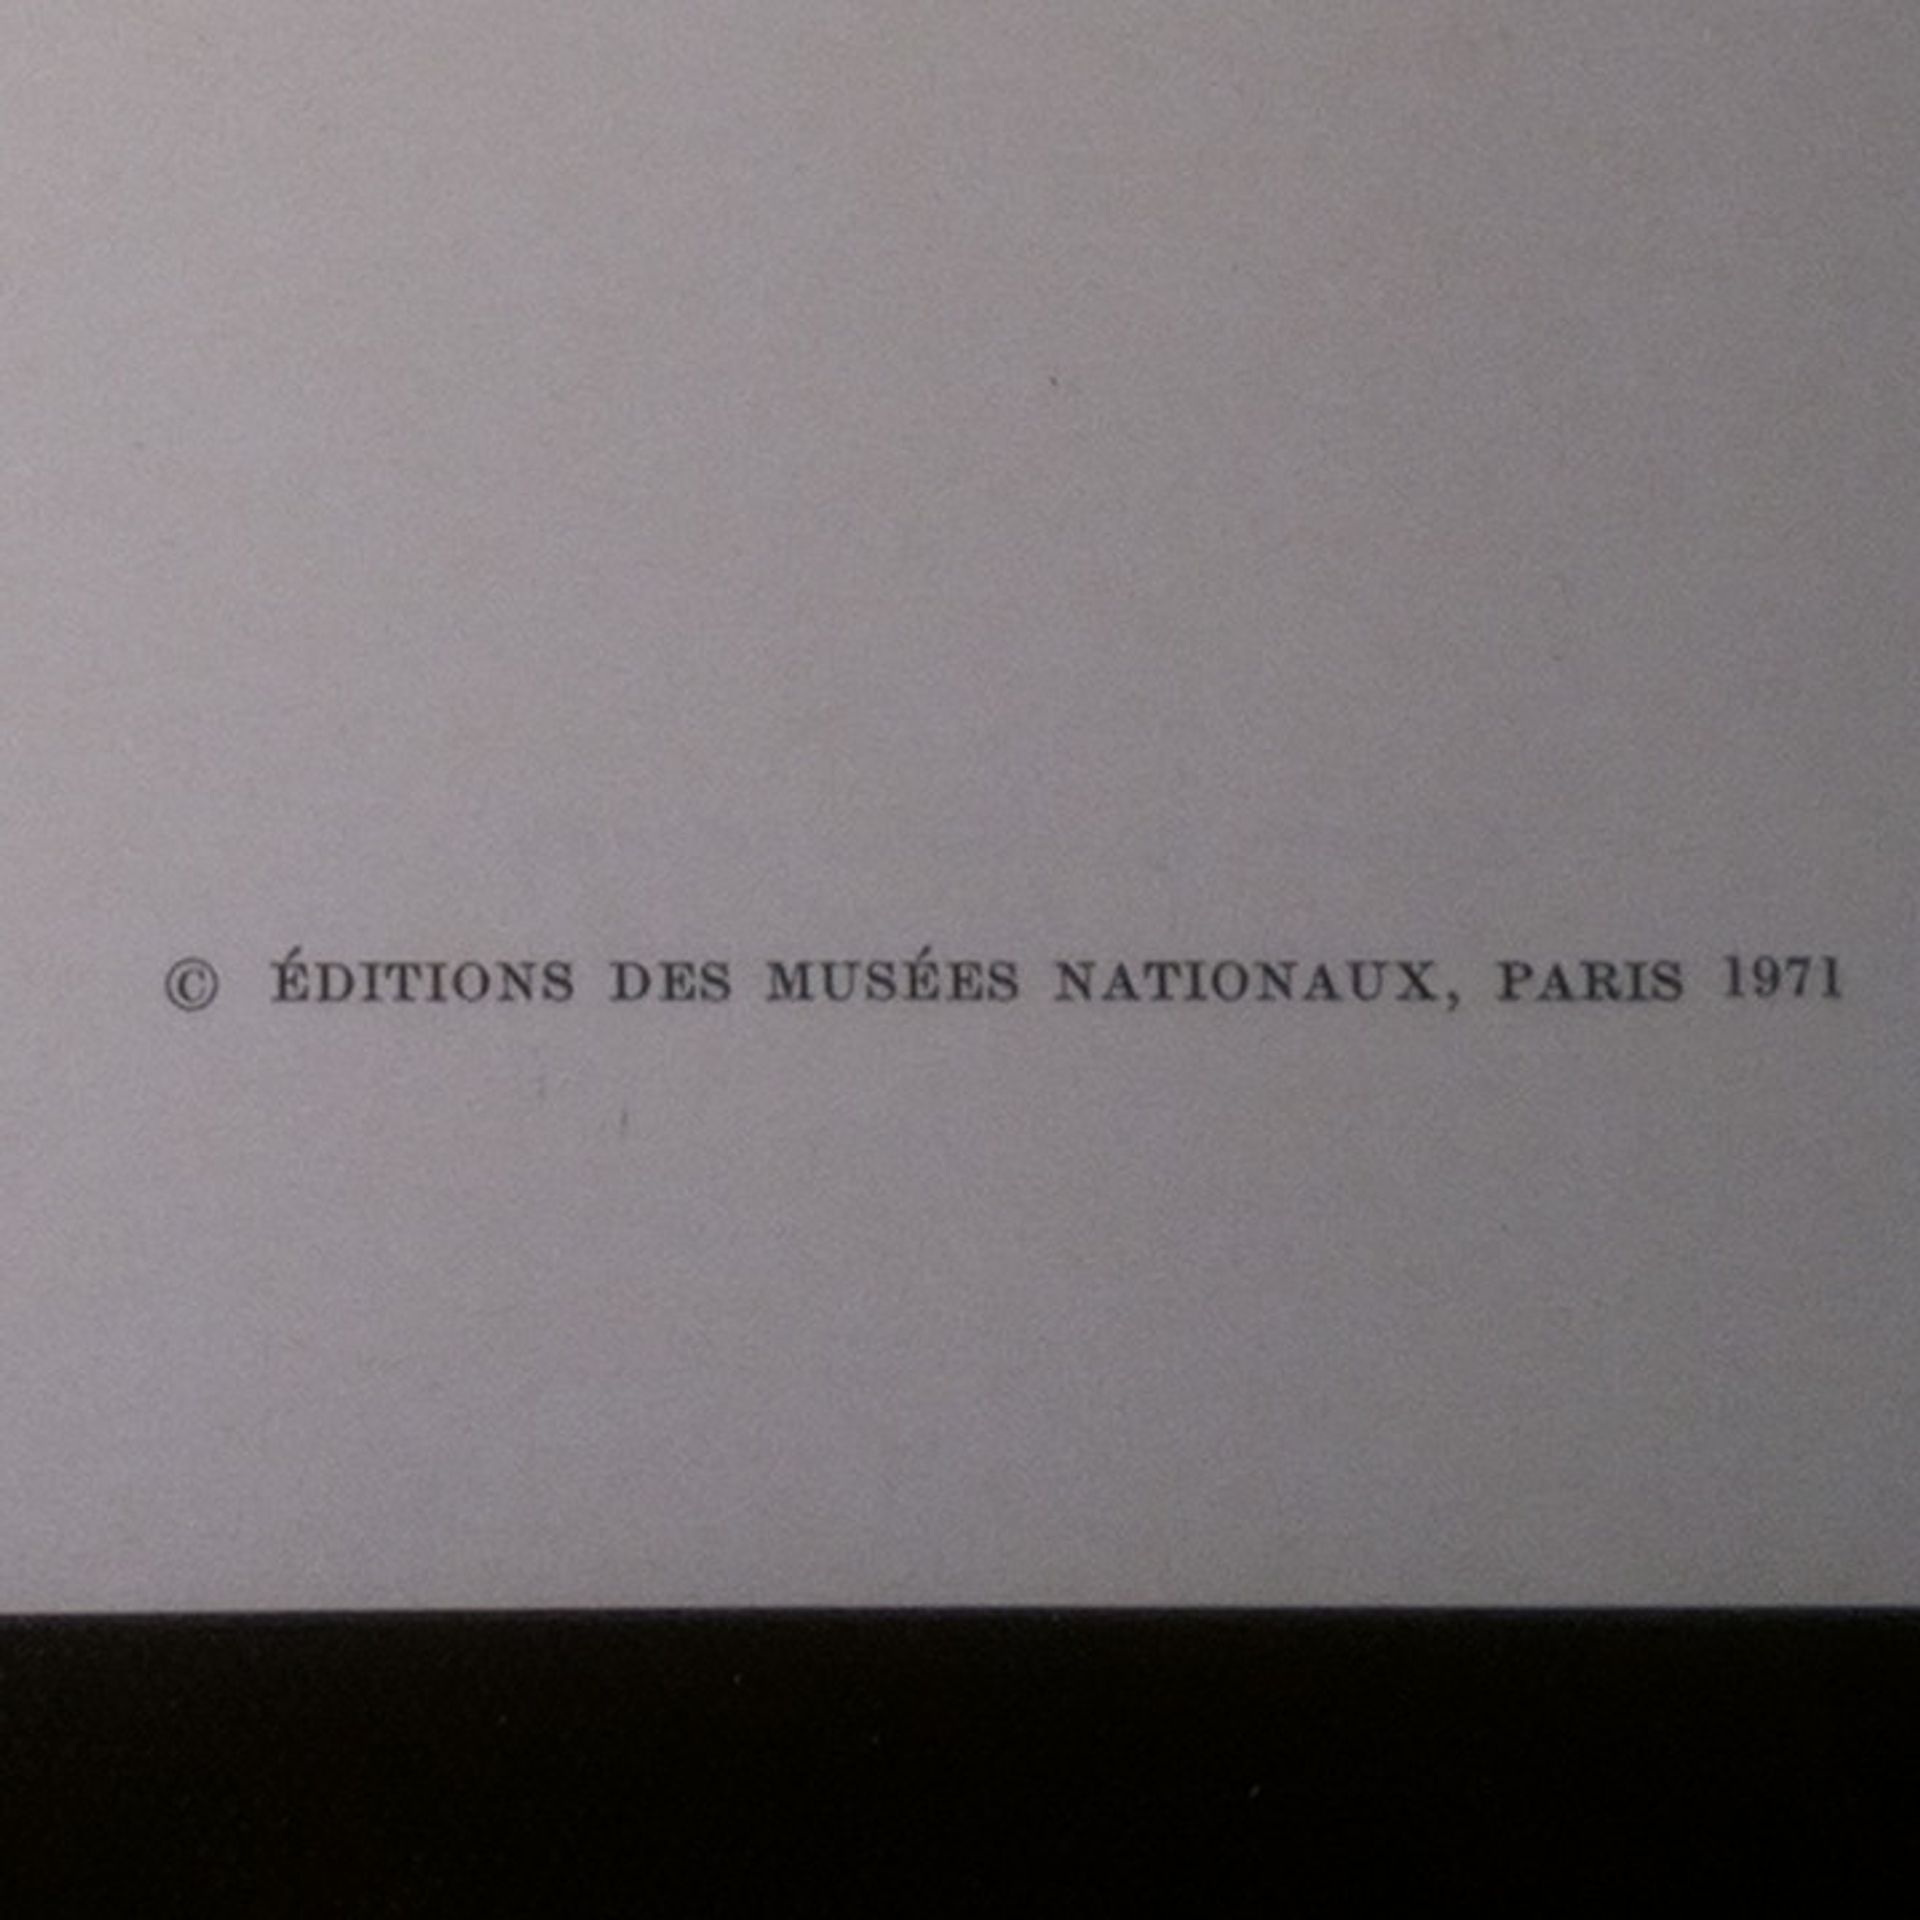 © ÉDITIONS DES MUSÉES NATIONAUX, PARIS 1971